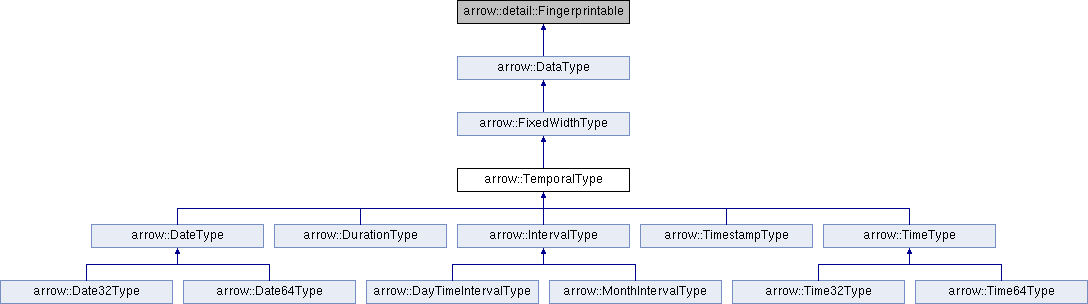 arrow::detail::Fingerprintable
arrow::DataType
arrow::FixedWidthType
arrow::TemporalType
arrow::DateType arrow::DurationType arrow::IntervalType arrow::TimestampType arrow::TimeType
arrow::Date32Type arrow::Date64Type arrow::DayTimeIntervalType arrow::MonthIntervalType arrow::Time32Type arrow::Time64Type